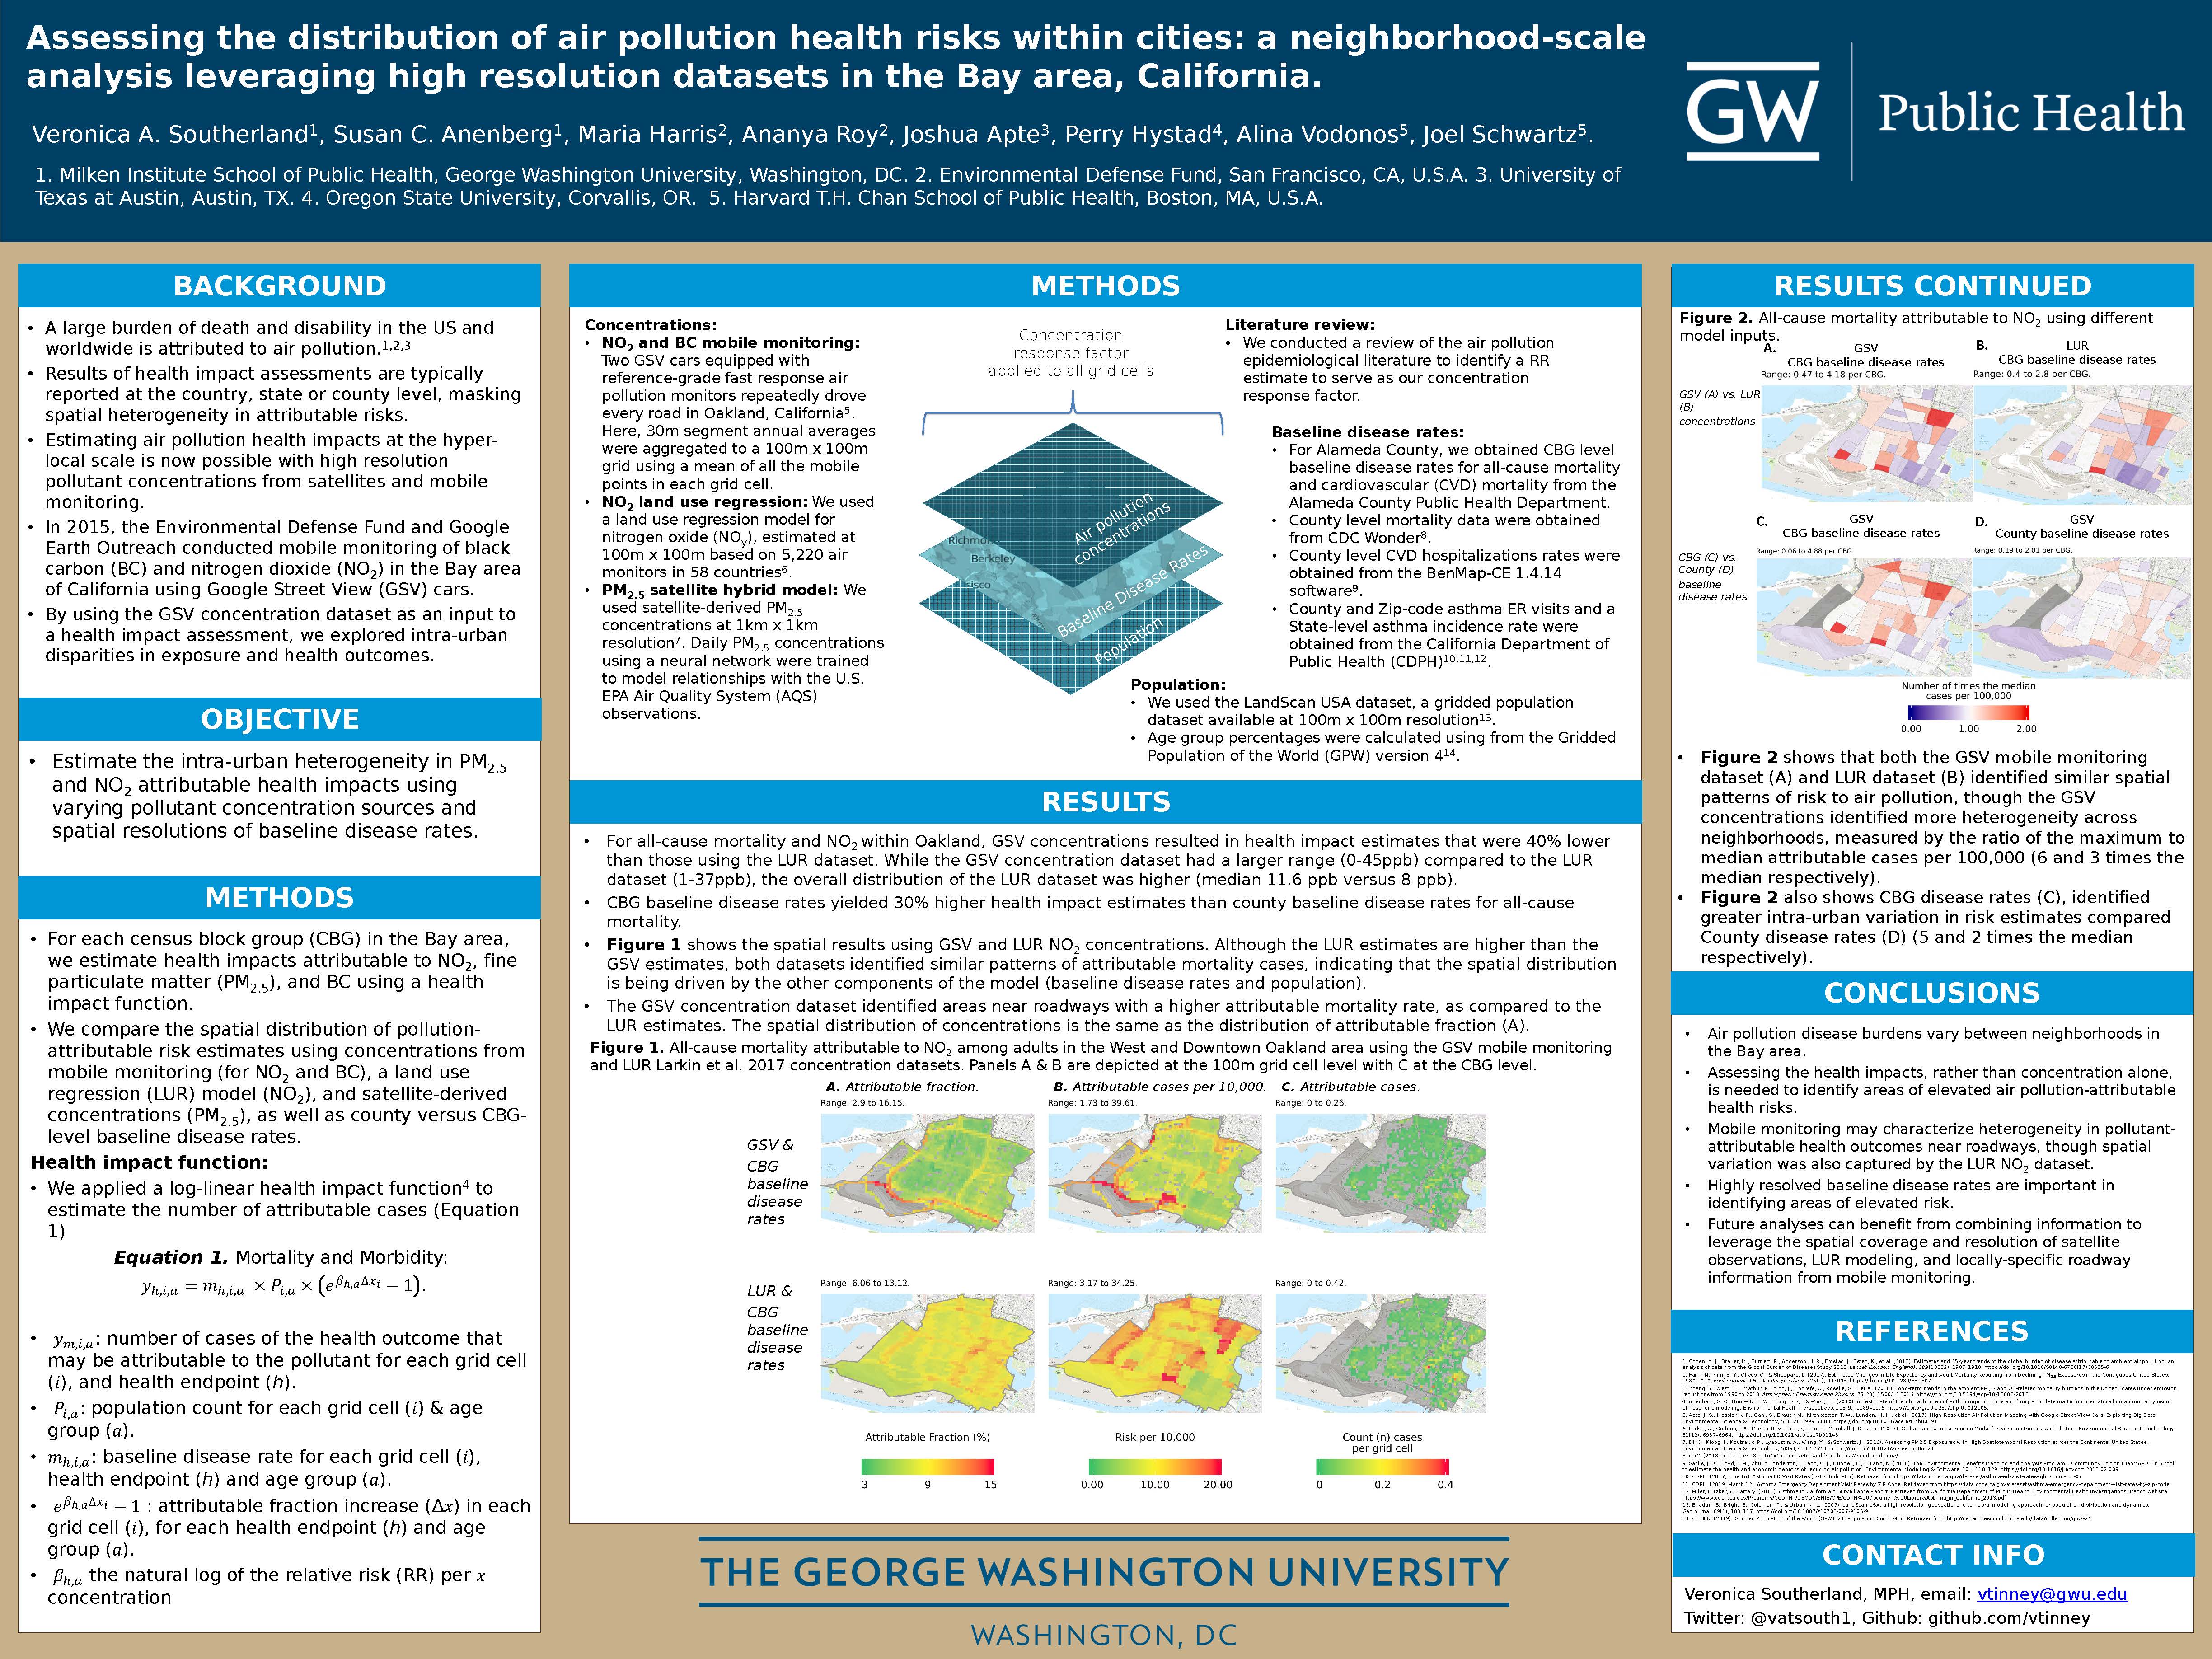 Assessing the distribution of air pollution health risks within cities: a neighborhood-scale
analysis leveraging high resolution datasets in the Bay area, California.
Veronica A. Southerland1, Susan C. Anenberg1, Maria Harris2, Ananya Roy2, Joshua Apte3, Perry Hystad4, Alina Vodonos5, Joel Schwartz5.
1. Milken Institute School of Public Health, George Washington University, Washington, DC. 2. Environmental Defense Fund, San Francisco, CA, U.S.A. 3. University of
Texas at Austin, Austin, TX. 4. Oregon State University, Corvallis, OR. 5. Harvard T.H. Chan School of Public Health, Boston, MA, U.S.A.
GW Public Health
BACKGROUND
• A large burden of death and disability in the US and
worldwide is attributed to air pollution.1,2,3
• Results of health impact assessments are typically
reported at the country, state or county level, masking
spatial heterogeneity in attributable risks.
• Estimating air pollution health impacts at the hyper-
local scale is now possible with high resolution
pollutant concentrations from satellites and mobile
monitoring.
• In 2015, the Environmental Defense Fund and Google
Earth Outreach conducted mobile monitoring of black
carbon (BC) and nitrogen dioxide (NO2) in the Bay area
of California using Google Street View (GSV) cars.
• By using the GSV concentration dataset as an input to
a health impact assessment, we explored intra-urban
disparities in exposure and health outcomes.
OBJECTIVE
• Estimate the intra-urban heterogeneity in PM2.5
and NO2 attributable health impacts using
varying pollutant concentration sources and
spatial resolutions of baseline disease rates.
METHODS
• For each census block group (CBG) in the Bay area,
we estimate health impacts attributable to NO2, fine
particulate matter (PM2.5), and BC using a health
impact function.
• We compare the spatial distribution of pollution-
attributable risk estimates using concentrations from
mobile monitoring (for NO2 and BC), a land use
regression (LUR) model (NO2), and satellite-derived
concentrations (PM2.5), as well as county versus CBG-
level baseline disease rates.
Health impact function:
• We applied a log-linear health impact function4 to
estimate the number of attributable cases (Equation
1)
Equation 1. Mortality and Morbidity:
yh,i,a = mh,i,a × Pi,a × (e^βh,aΔxi − 1).
• ym,i,a: number of cases of the health outcome that
may be attributable to the pollutant for each grid cell
(i), and health endpoint (h).
• Pi,a: population count for each grid cell (i) & age
group (a).
• mh,i,a: baseline disease rate for each grid cell (i),
health endpoint (h) and age group (a).
• e^βh,aΔxi − 1 : attributable fraction increase (Δx) in each
grid cell (i), for each health endpoint (h) and age
group (a).
• βh,a the natural log of the relative risk (RR) per x
concentration
METHODS
Concentrations:
• NO2 and BC mobile monitoring:
Two GSV cars equipped with
reference-grade fast response air
pollution monitors repeatedly drove
every road in Oakland, California5.
Here, 30m segment annual averages
were aggregated to a 100m x 100m
grid using a mean of all the mobile
points in each grid cell.
• NO2 land use regression: We used
a land use regression model for
nitrogen oxide (NOy), estimated at
100m x 100m based on 5,220 air
monitors in 58 countries6.
• PM2.5 satellite hybrid model: We
used satellite-derived PM2.5
concentrations at 1km x 1km
resolution7. Daily PM2.5 concentrations
using a neural network were trained
to model relationships with the U.S.
EPA Air Quality System (AQS)
observations.
Concentration
response factor
applied to all grid cells
Air pollution
concentrations
Richmo
Berkeley
isco
Baseline Disease Rates
Population
Literature review:
• We conducted a review of the air pollution
epidemiological literature to identify a RR
estimate to serve as our concentration
response factor.
Baseline disease rates:
• For Alameda County, we obtained CBG level
baseline disease rates for all-cause mortality
and cardiovascular (CVD) mortality from the
Alameda County Public Health Department.
• County level mortality data were obtained
from CDC Wonder8.
• County level CVD hospitalizations rates were
obtained from the BenMap-CE 1.4.14
software9.
• County and Zip-code asthma ER visits and a
State-level asthma incidence rate were
obtained from the California Department of
Public Health (CDPH)10,11,12.
Population:
• We used the LandScan USA dataset, a gridded population
dataset available at 100m x 100m resolution13.
• Age group percentages were calculated using from the Gridded
Population of the World (GPW) version 414.
RESULTS
• For all-cause mortality and NO2 within Oakland, GSV concentrations resulted in health impact estimates that were 40% lower
than those using the LUR dataset. While the GSV concentration dataset had a larger range (0-45ppb) compared to the LUR
dataset (1-37ppb), the overall distribution of the LUR dataset was higher (median 11.6 ppb versus 8 ppb).
• CBG baseline disease rates yielded 30% higher health impact estimates than county baseline disease rates for all-cause
mortality.
• Figure 1 shows the spatial results using GSV and LUR NO2 concentrations. Although the LUR estimates are higher than the
GSV estimates, both datasets identified similar patterns of attributable mortality cases, indicating that the spatial distribution
is being driven by the other components of the model (baseline disease rates and population).
• The GSV concentration dataset identified areas near roadways with a higher attributable mortality rate, as compared to the
LUR estimates. The spatial distribution of concentrations is the same as the distribution of attributable fraction (A).
Figure 1. All-cause mortality attributable to NO2 among adults in the West and Downtown Oakland area using the GSV mobile monitoring
and LUR Larkin et al. 2017 concentration datasets. Panels A & B are depicted at the 100m grid cell level with C at the CBG level.
A. Attributable fraction. B. Attributable cases per 10,000. C. Attributable cases.
Range: 2.9 to 16.15. Range: 1.73 to 39.61. Range: 0 to 0.26.
GSV &
CBG
baseline
disease
rates
Range: 6.06 to 13.12. Range: 3.17 to 34.25. Range: 0 to 0.42.
LUR &
CBG
baseline
disease
rates
Attributable Fraction (%)
3 9 15
Risk per 10,000
0.00 10.00 20.00
Count (n) cases
per grid cell
0 0.2 0.4
THE GEORGE WASHINGTON UNIVERSITY
WASHINGTON, DC
RESULTS CONTINUED
Figure 2. All-cause mortality attributable to NO2 using different
model inputs.
A. GSV
CBG baseline disease rates
Range: 0.47 to 4.18 per CBG.
B. LUR
CBG baseline disease rates
Range: 0.4 to 2.8 per CBG.
GSV (A) vs. LUR
(B)
concentrations
C. GSV
CBG baseline disease rates
Range: 0.06 to 4.88 per CBG.
D. GSV
County baseline disease rates
Range: 0.19 to 2.01 per CBG.
CBG (C) vs.
County (D)
baseline
disease rates
Number of times the median
cases per 100,000
0.00 1.00 2.00
• Figure 2 shows that both the GSV mobile monitoring
dataset (A) and LUR dataset (B) identified similar spatial
patterns of risk to air pollution, though the GSV
concentrations identified more heterogeneity across
neighborhoods, measured by the ratio of the maximum to
median attributable cases per 100,000 (6 and 3 times the
median respectively).
• Figure 2 also shows CBG disease rates (C), identified
greater intra-urban variation in risk estimates compared
County disease rates (D) (5 and 2 times the median
respectively).
CONCLUSIONS
• Air pollution disease burdens vary between neighborhoods in
the Bay area.
• Assessing the health impacts, rather than concentration alone,
is needed to identify areas of elevated air pollution-attributable
health risks.
• Mobile monitoring may characterize heterogeneity in pollutant-
attributable health outcomes near roadways, though spatial
variation was also captured by the LUR NO2 dataset.
• Highly resolved baseline disease rates are important in
identifying areas of elevated risk.
• Future analyses can benefit from combining information to
leverage the spatial coverage and resolution of satellite
observations, LUR modeling, and locally-specific roadway
information from mobile monitoring.
REFERENCES
CONTACT INFO
Veronica Southerland, MPH, email: vtinney@gwu.edu
Twitter: @vatsouth1, Github: github.com/vtinney